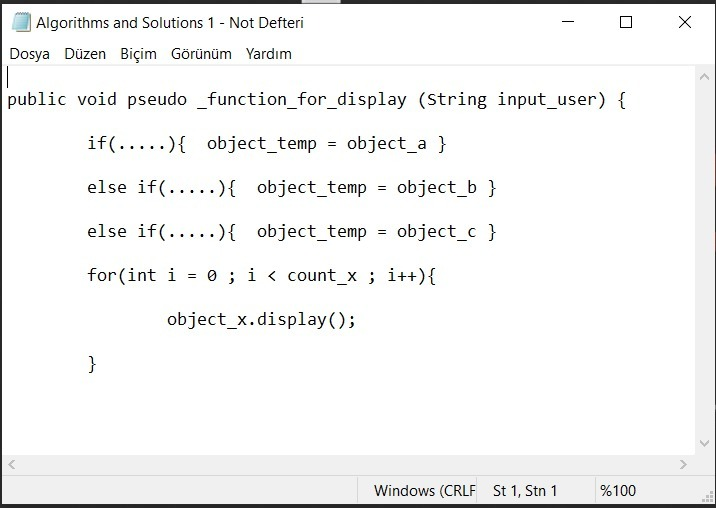 Algorithms and Solutions 1 - Not Defteri
Dosya Düzen Biçim Görünüm Yardım
public void pseudo _function_for_display (String input_user) {
if(.....){ object_temp = object_a }
else if(.....){ object_temp = object_b }
else if(.....){ object_temp = object_c }
for(int i = 0 ; i < count_x ; i++){
object_x.display();
}
Windows (CRLF St 1, Stn 1 %100